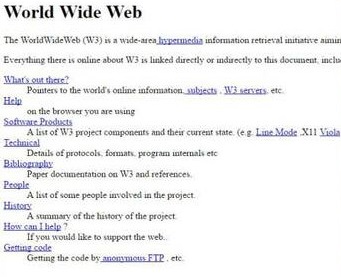 World Wide Web
The WorldWideWeb (W3) is a wide-area hypermedia information retrieval initiative
Everything there is online about W3 is linked directly or indirectly to this document,
What's out there?
Pointers to the world's online information, subjects , W3 servers, etc.
Help
on the browser you are using
Software Products
A list of W3 project components and their current state. (e.g. Line Mode ,X11 Viola
Technical
Details of protocols, formats, program internals etc
Bibliography
Paper documentation on W3 and references.
People
A list of some people involved in the project.
History
A summary of the history of the project.
How can I help ?
If you would like to support the web..
Getting code
Getting the code by anonymous FTP , etc.